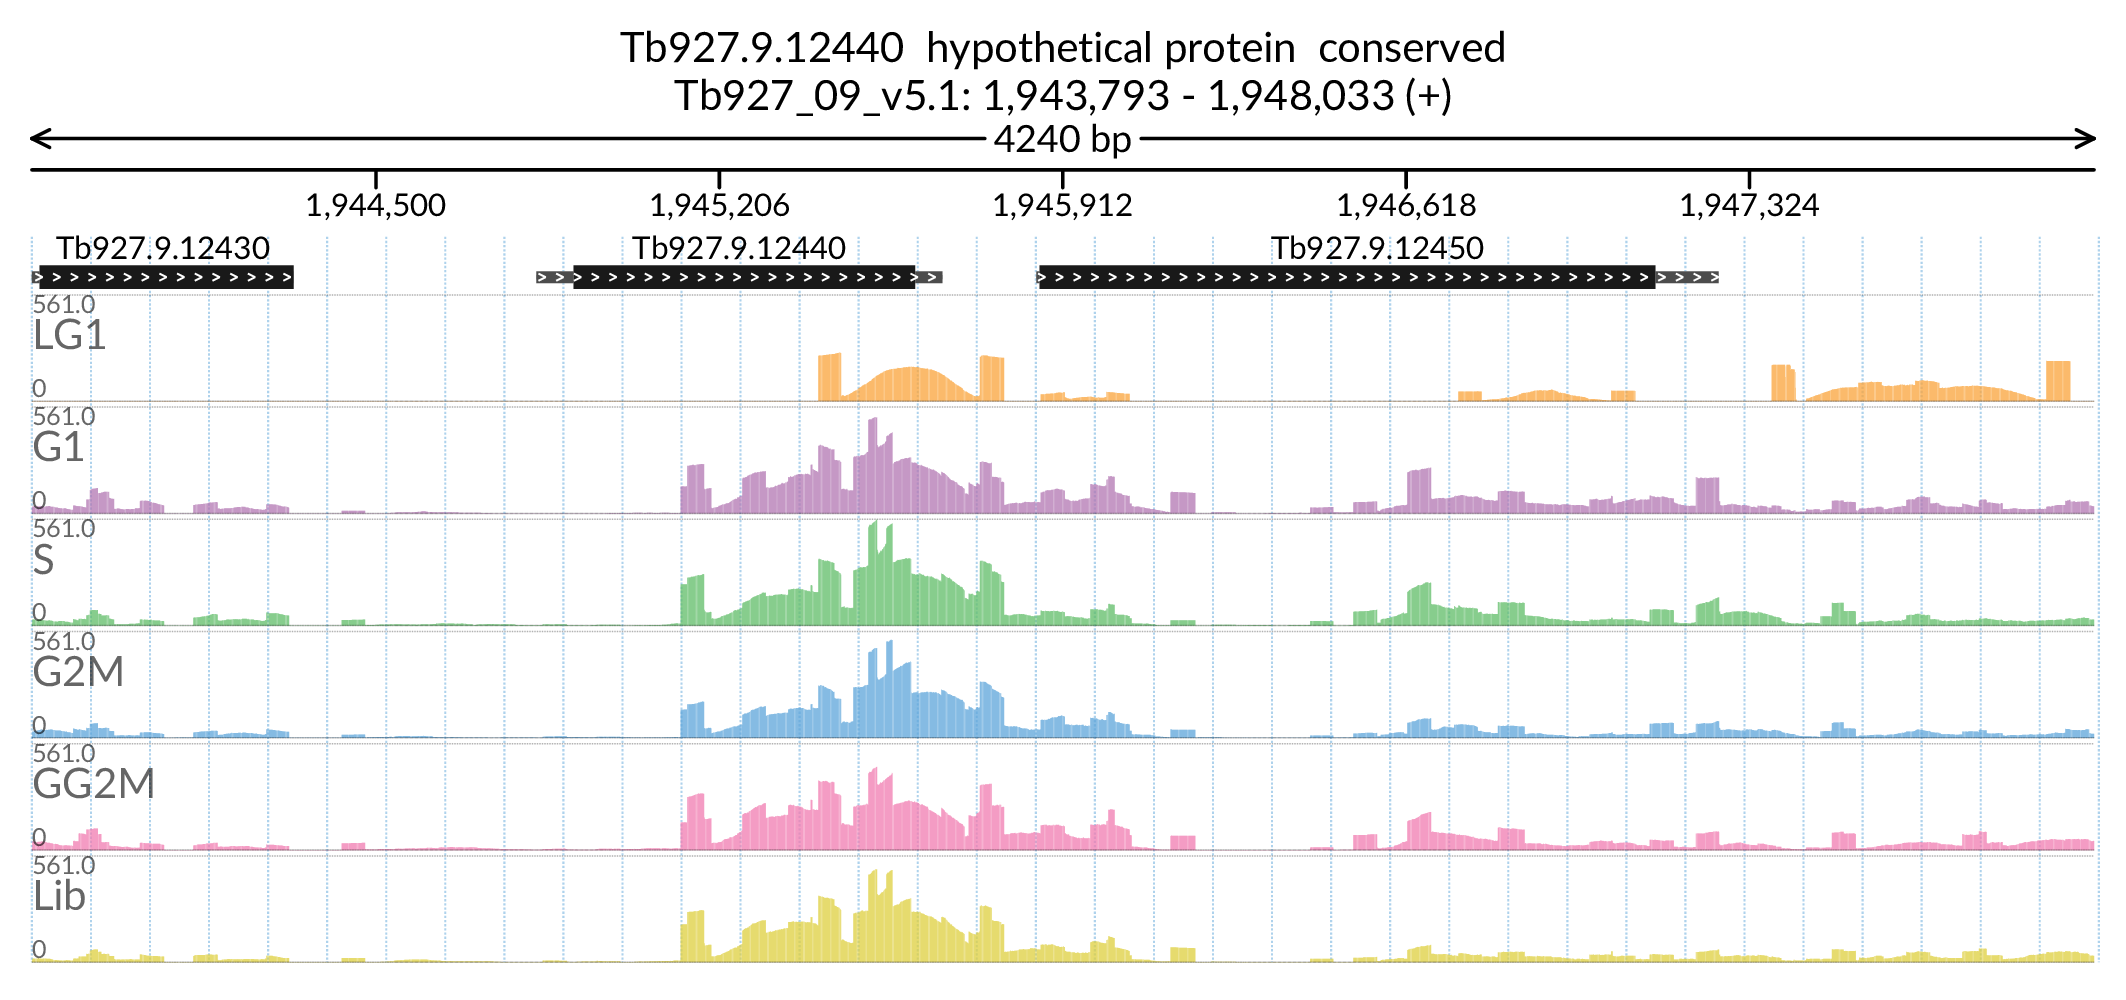 Tb927.9.12440 hypothetical protein conserved
Tb927_09_v5.1: 1,943,793 - 1,948,033 (+)
4240 bp
1,944,500 1,945,206 1,945,912 1,946,618 1,947,324
Tb927.9.12430 Tb927.9.12440 Tb927.9.12450
561.0
LG1
0
561.0
G1
0
561.0
S
0
561.0
G2M
0
561.0
GG2M
0
561.0
Lib
0